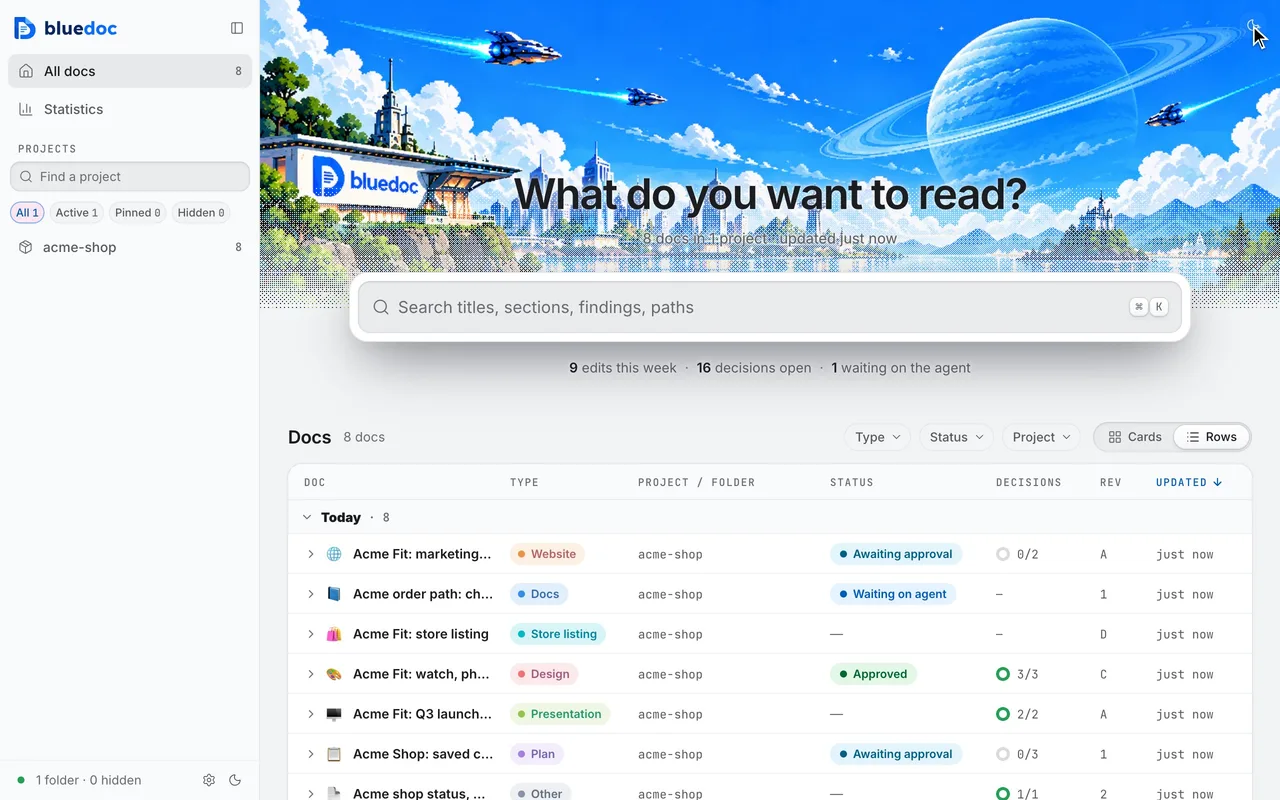 bluedoc
All docs 8
Statistics
PROJECTS
Find a project
All 1 Active 1 Pinned 0 Hidden 0
acme-shop 8
1 folder · 0 hidden
bluedoc
What do you want to read?
8 docs in 1 project · updated just now
Search titles, sections, findings, paths ⌘ K
9 edits this week · 16 decisions open · 1 waiting on the agent
Docs 8 docs Type Status Project Cards Rows
DOC TYPE PROJECT / FOLDER STATUS DECISIONS REV UPDATED ↓
Today · 8
Acme Fit: marketing... Website acme-shop Awaiting approval 0/2 A just now
Acme order path: ch... Docs acme-shop Waiting on agent – 1 just now
Acme Fit: store listing Store listing acme-shop — – D just now
Acme Fit: watch, ph... Design acme-shop Approved 3/3 C just now
Acme Fit: Q3 launch... Presentation acme-shop — 2/2 A just now
Acme Shop: saved c... Plan acme-shop Awaiting approval 0/3 1 just now
Acme shop status, ... Other acme-shop — 1/1 2 just now